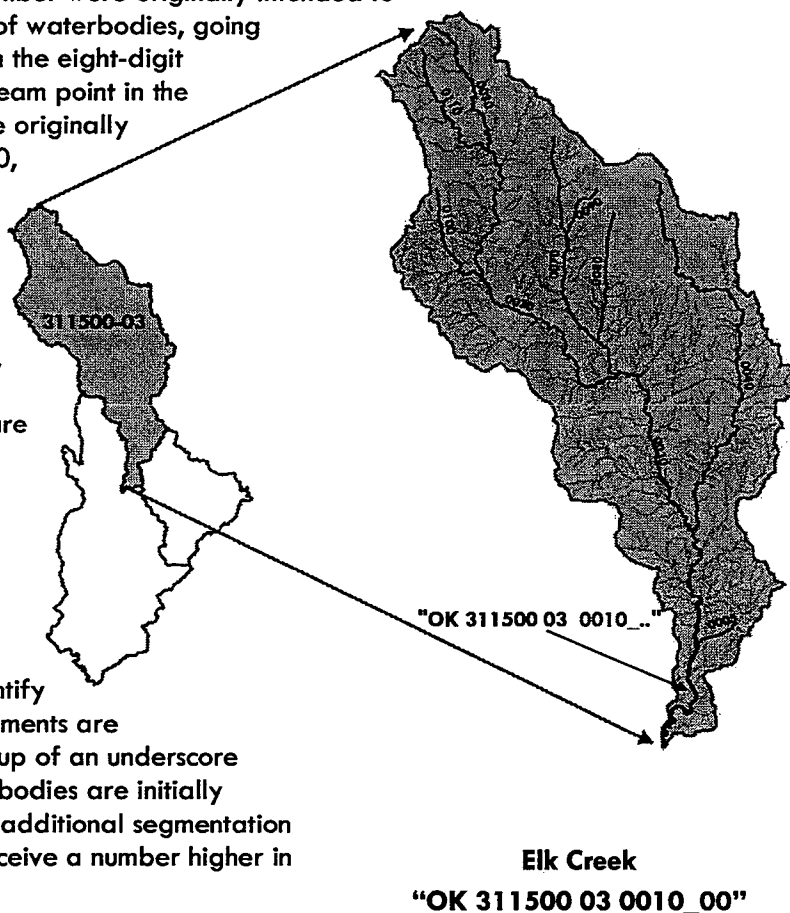 mber were originally intended to
of waterbodies, going
the eight-digit
eam point in the
e originally
0,
311500-03
are
"OK 311500 03 0010_.."
ntify
ments are
up of an underscore
bodies are initially
additional segmentation
ceive a number higher in
Elk Creek
"OK 311500 03 0010_00"